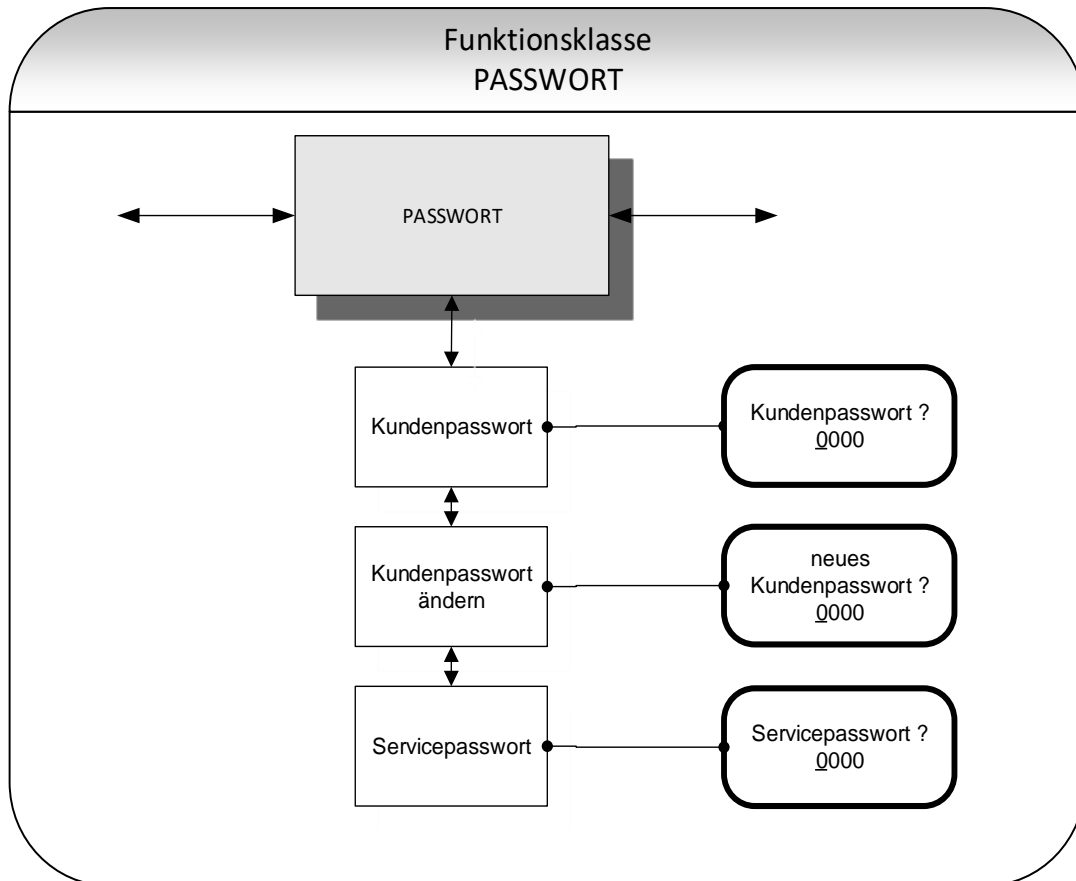 Funktionsklasse
PASSWORT
PASSWORT
Kundenpasswort
Kundenpasswort ?
0000
Kundenpasswort
ändern
neues
Kundenpasswort ?
0000
Servicepasswort
Servicepasswort ?
0000